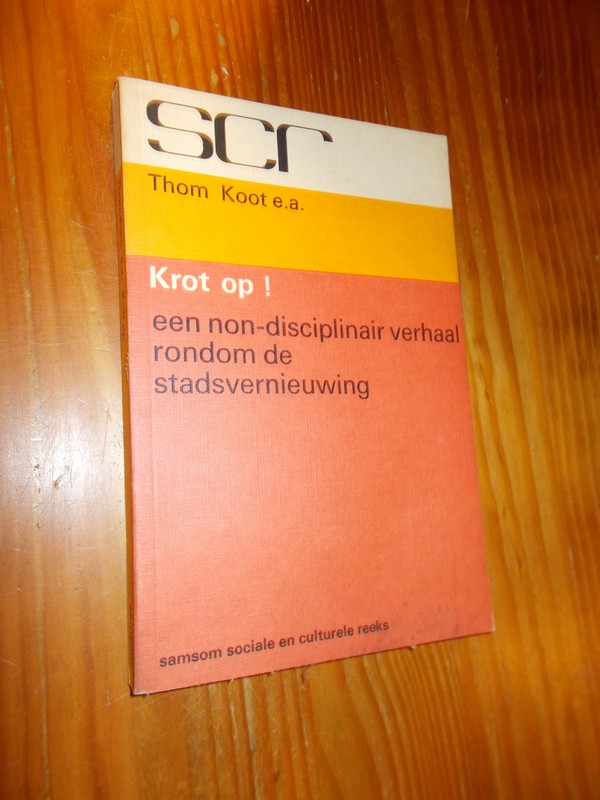 scr
Thom Koot e.a.
Krot op !
een non-disciplinair verhaal
rondom de
stadsvernieuwing
samsom sociale en culturele reeks